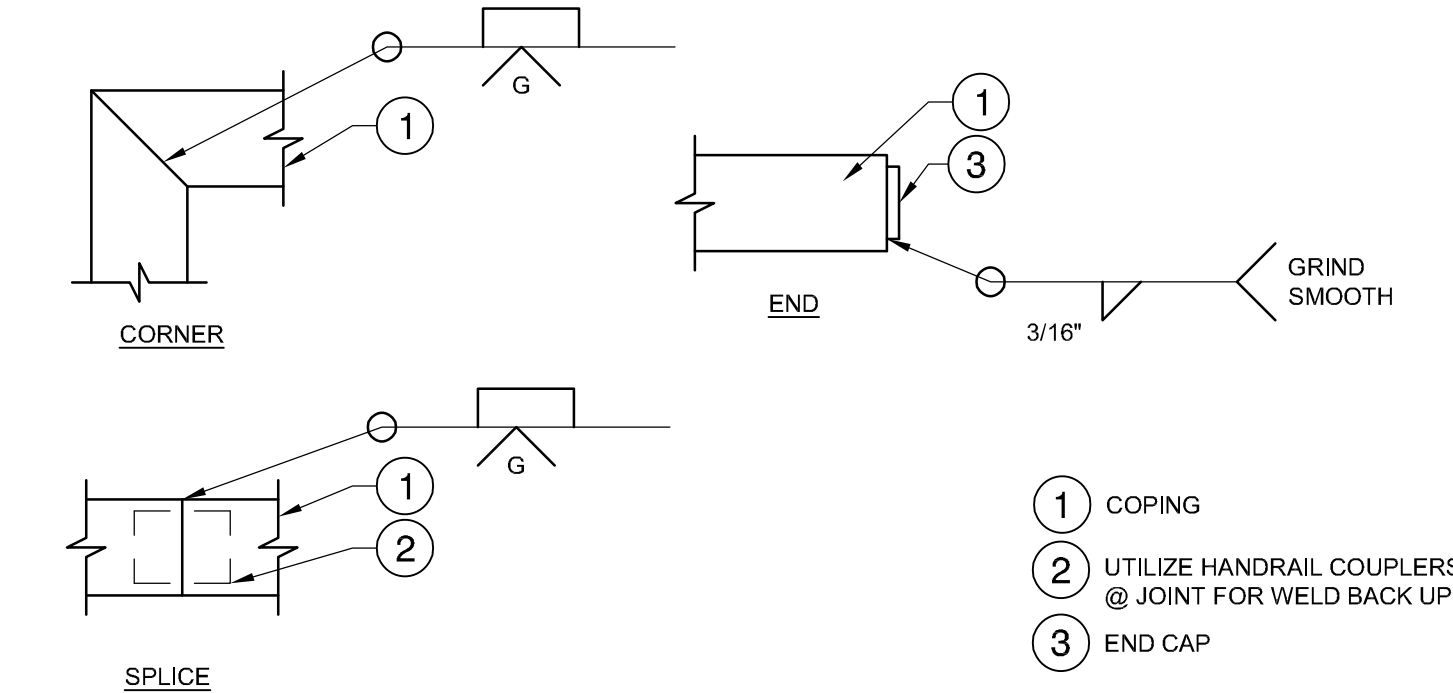 G
1
CORNER
1
3
END
3/16"
GRIND
SMOOTH
G
1
2
SPLICE
1 COPING
2 UTILIZE HANDRAIL COUPLERS
@ JOINT FOR WELD BACK UP
3 END CAP